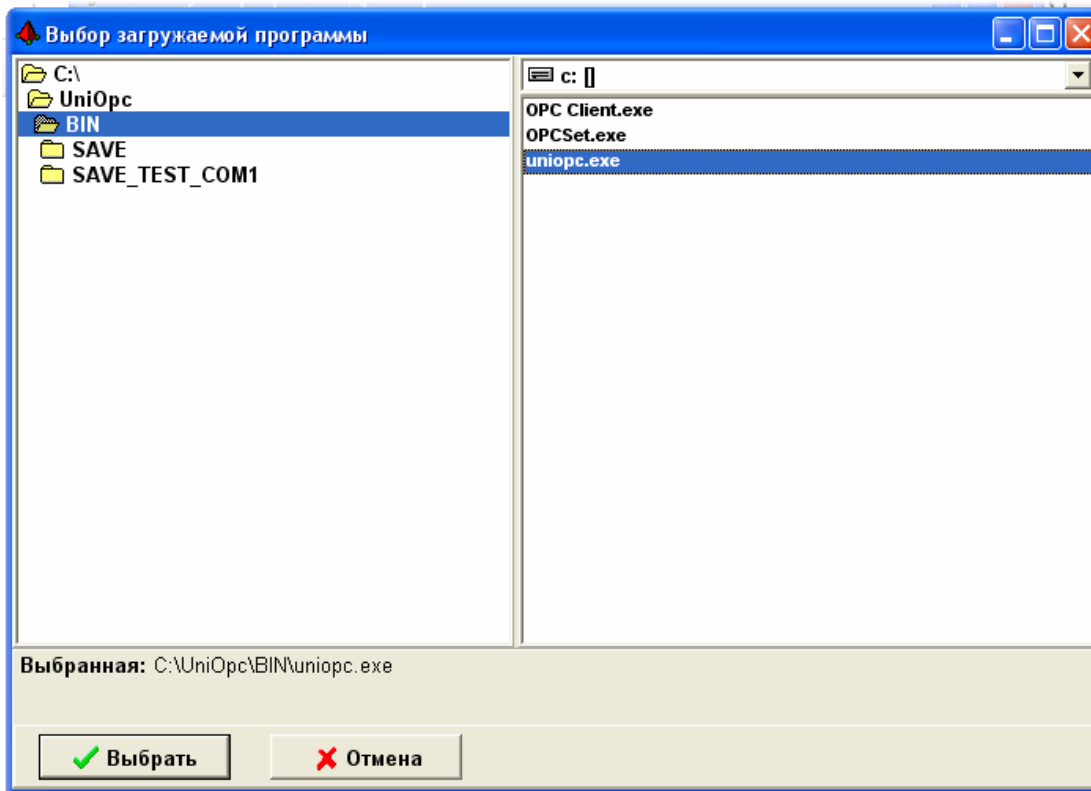 Выбор загружаемой программы
C:\
UniOpc
BIN
SAVE
SAVE_TEST_COM1
c: []
OPC Client.exe
OPCSet.exe
uniopc.exe
Выбранная: C:\UniOpc\BIN\uniopc.exe
Выбрать
Отмена